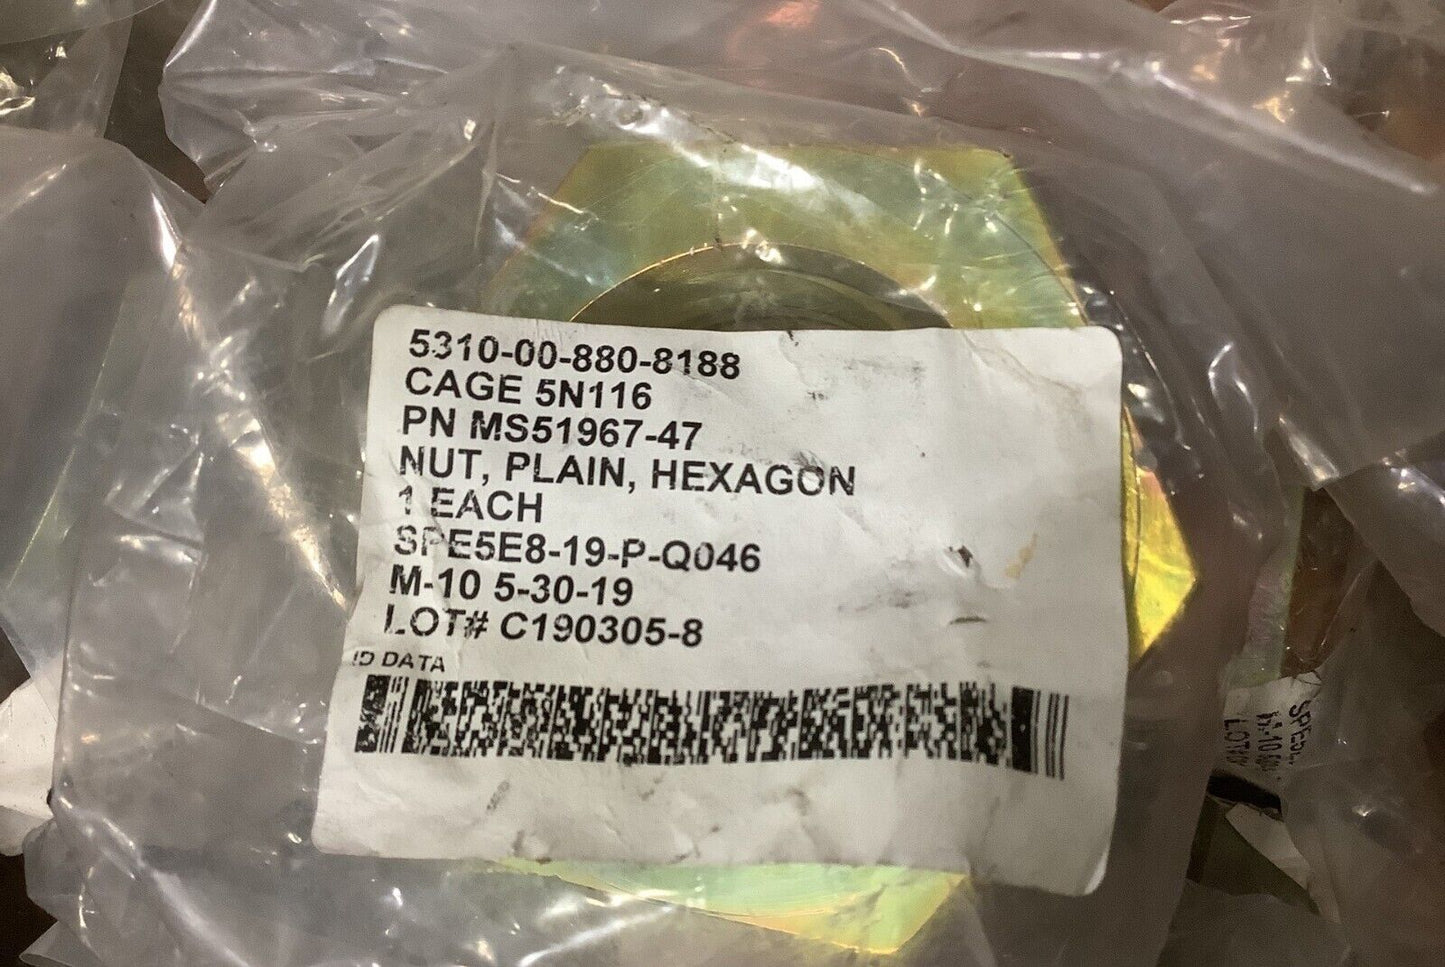 5310-00-880-8188
CAGE 5N116
PN MS51967-47
NUT, PLAIN, HEXAGON
1 EACH
SPE5E8-19-P-Q046
M-10 5-30-19
LOT# C190305-8
ID DATA